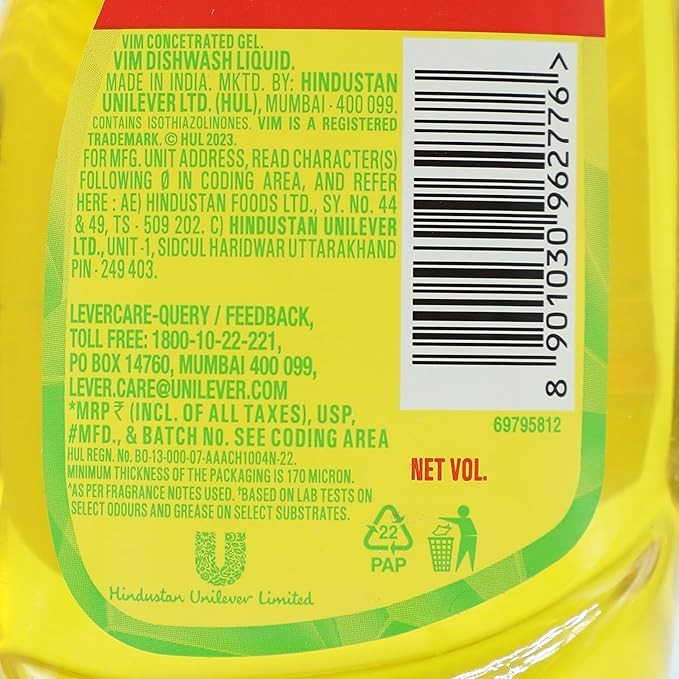 VIM CONCETRATED GEL.
VIM DISHWASH LIQUID.
MADE IN INDIA. MKTD. BY: HINDUSTAN
UNILEVER LTD. (HUL), MUMBAI - 400 099.
CONTAINS ISOTHIAZOLINONES. VIM IS A REGISTERED
TRADEMARK. © HUL 2023.
FOR MFG. UNIT ADDRESS, READ CHARACTER(S)
FOLLOWING Ø IN CODING AREA, AND REFER
HERE : AE) HINDUSTAN FOODS LTD., SY. NO. 44
& 49, TS - 509 202. C) HINDUSTAN UNILEVER
LTD., UNIT -1, SIDCUL HARIDWAR UTTARAKHAND
PIN - 249 403.
LEVERCARE-QUERY / FEEDBACK,
TOLL FREE: 1800-10-22-221,
PO BOX 14760, MUMBAI 400 099,
LEVER.CARE@UNILEVER.COM
*MRP ₹ (INCL. OF ALL TAXES), USP,
#MFD., & BATCH No. SEE CODING AREA
HUL REGN. No. BO-13-000-07-AAACH1004N-22.
MINIMUM THICKNESS OF THE PACKAGING IS 170 MICRON.
^AS PER FRAGRANCE NOTES USED. ‡BASED ON LAB TESTS ON
SELECT ODOURS AND GREASE ON SELECT SUBSTRATES.
Hindustan Unilever Limited
8 901030 962776 >
69795812
NET VOL.
22
PAP